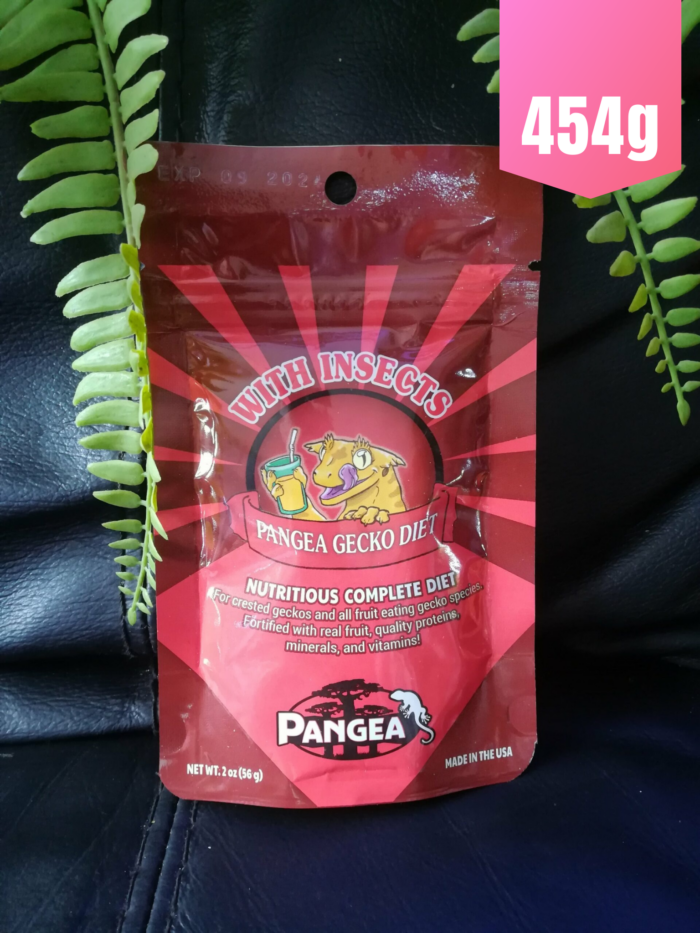 454g
EXP 05 202
WITH INSECTS
PANGEA GECKO DIET
NUTRITIOUS COMPLETE DIET
For crested geckos and all fruit eating gecko species.
Fortified with real fruit, quality proteins,
minerals, and vitamins!
PANGEA
NET WT. 2 oz (56 g)
MADE IN THE USA